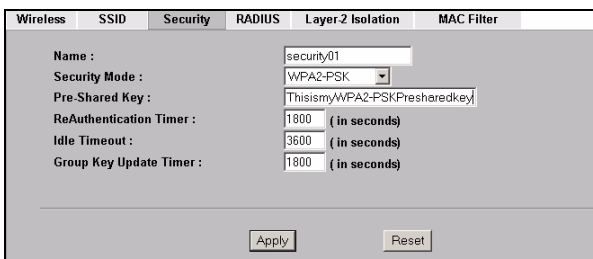 Wireless SSID Security RADIUS Layer-2 Isolation MAC Filter
Name : security01
Security Mode : WPA2-PSK
Pre-Shared Key : ThisismyWPA2-PSKPresharedkey
ReAuthentication Timer : 1800 ( in seconds)
Idle Timeout : 3600 ( in seconds)
Group Key Update Timer : 1800 ( in seconds)
Apply Reset